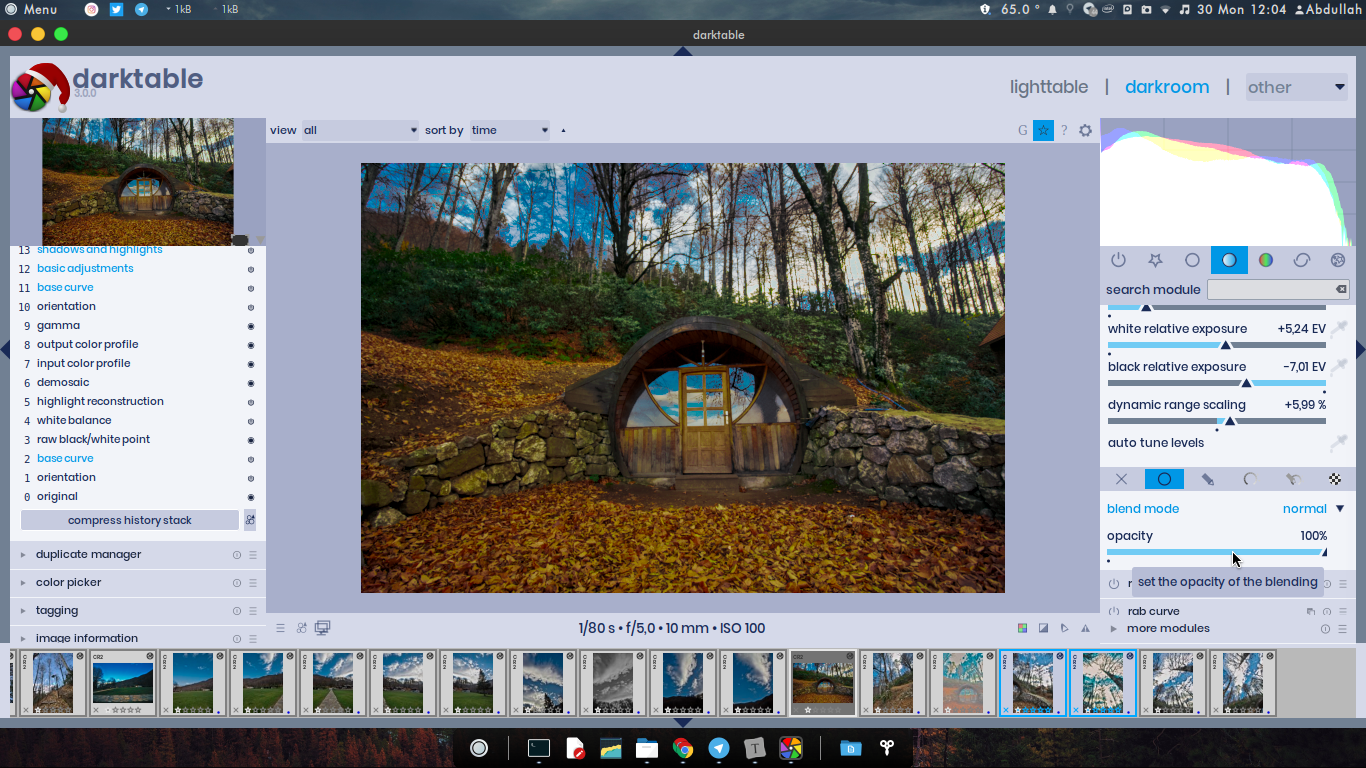 Menu 1kB 1kB 65.0 ° 30 Mon 12:04 Abdullah
darktable
darktable
3.0.0
lighttable | darkroom | other
view all sort by time G ?
13 shadows and highlights
12 basic adjustments
11 base curve
10 orientation
9 gamma
8 output color profile
7 input color profile
6 demosaic
5 highlight reconstruction
4 white balance
3 raw black/white point
2 base curve
1 orientation
0 original
compress history stack
duplicate manager
color picker
tagging
image information
search module
white relative exposure +5,24 EV
black relative exposure -7,01 EV
dynamic range scaling +5,99 %
auto tune levels
blend mode normal
opacity 100%
set the opacity of the blending
rgb curve
more modules
1/80 s • f/5,0 • 10 mm • ISO 100
CR2
CR2
T